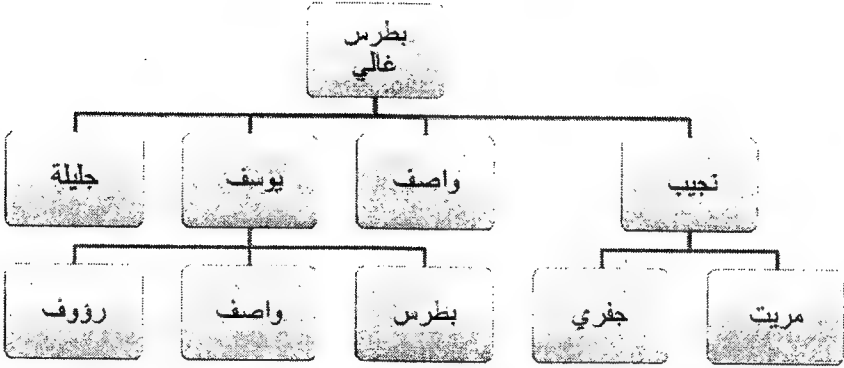 بطرس
غالي
نجيب
واصف
يوسف
جليلة
مريت
جفري
بطرس
واصف
رؤوف